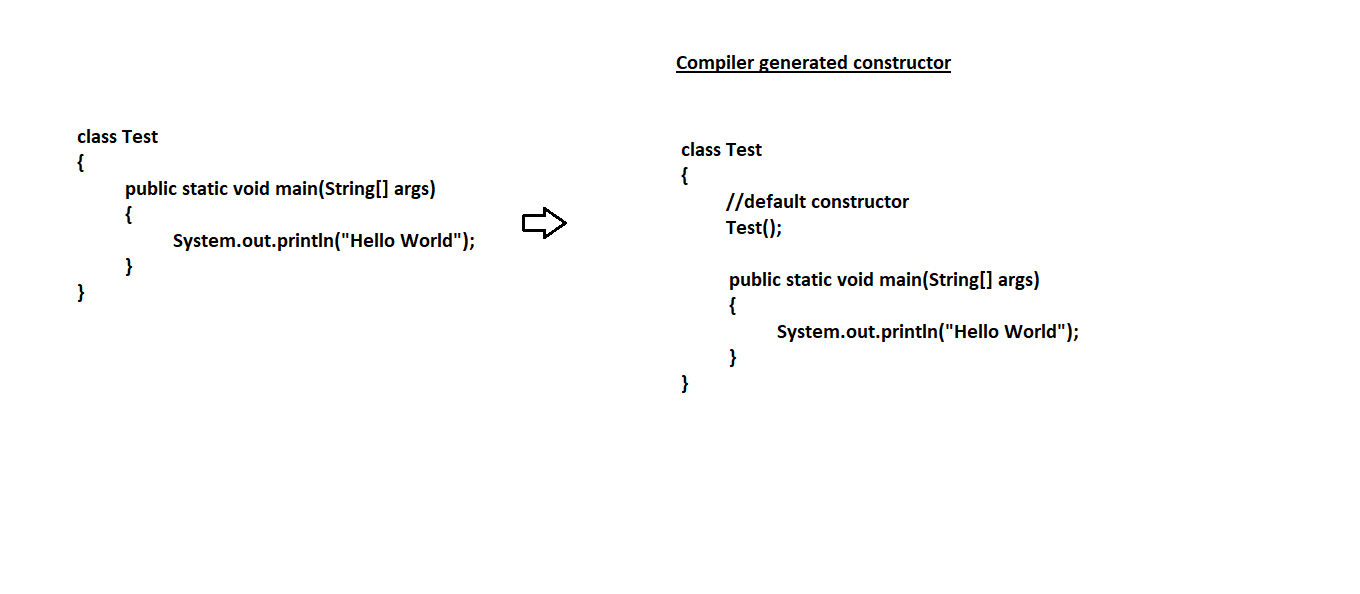 Compiler generated constructor
class Test
{
public static void main(String[] args)
{
System.out.println("Hello World");
}
}
class Test
{
//default constructor
Test();
public static void main(String[] args)
{
System.out.println("Hello World");
}
}